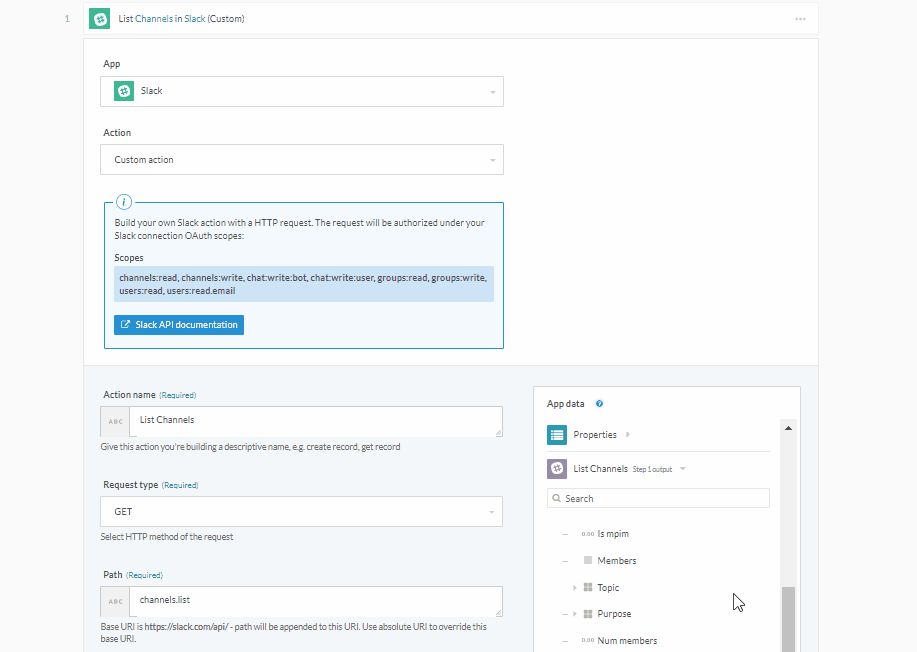 1
List Channels in Slack (Custom)
App
Slack
Action
Custom action
i
Build your own Slack action with a HTTP request. The request will be authorized under your
Slack connection OAuth scopes:
Scopes
channels:read, channels:write, chat:write:bot, chat:write:user, groups:read, groups:write,
users:read, users:read.email
Slack API documentation
Action name (Required)
ABC List Channels
Give this action you're building a descriptive name, e.g. create record, get record
Request type (Required)
GET
Select HTTP method of the request
Path (Required)
ABC channels.list
Base URI is https://slack.com/api/ - path will be appended to this URI. Use absolute URI to override this
base URI.
App data ?
Properties
List Channels Step 1 output
Search
0.00 Is mpim
Members
Topic
Purpose
0.00 Num members